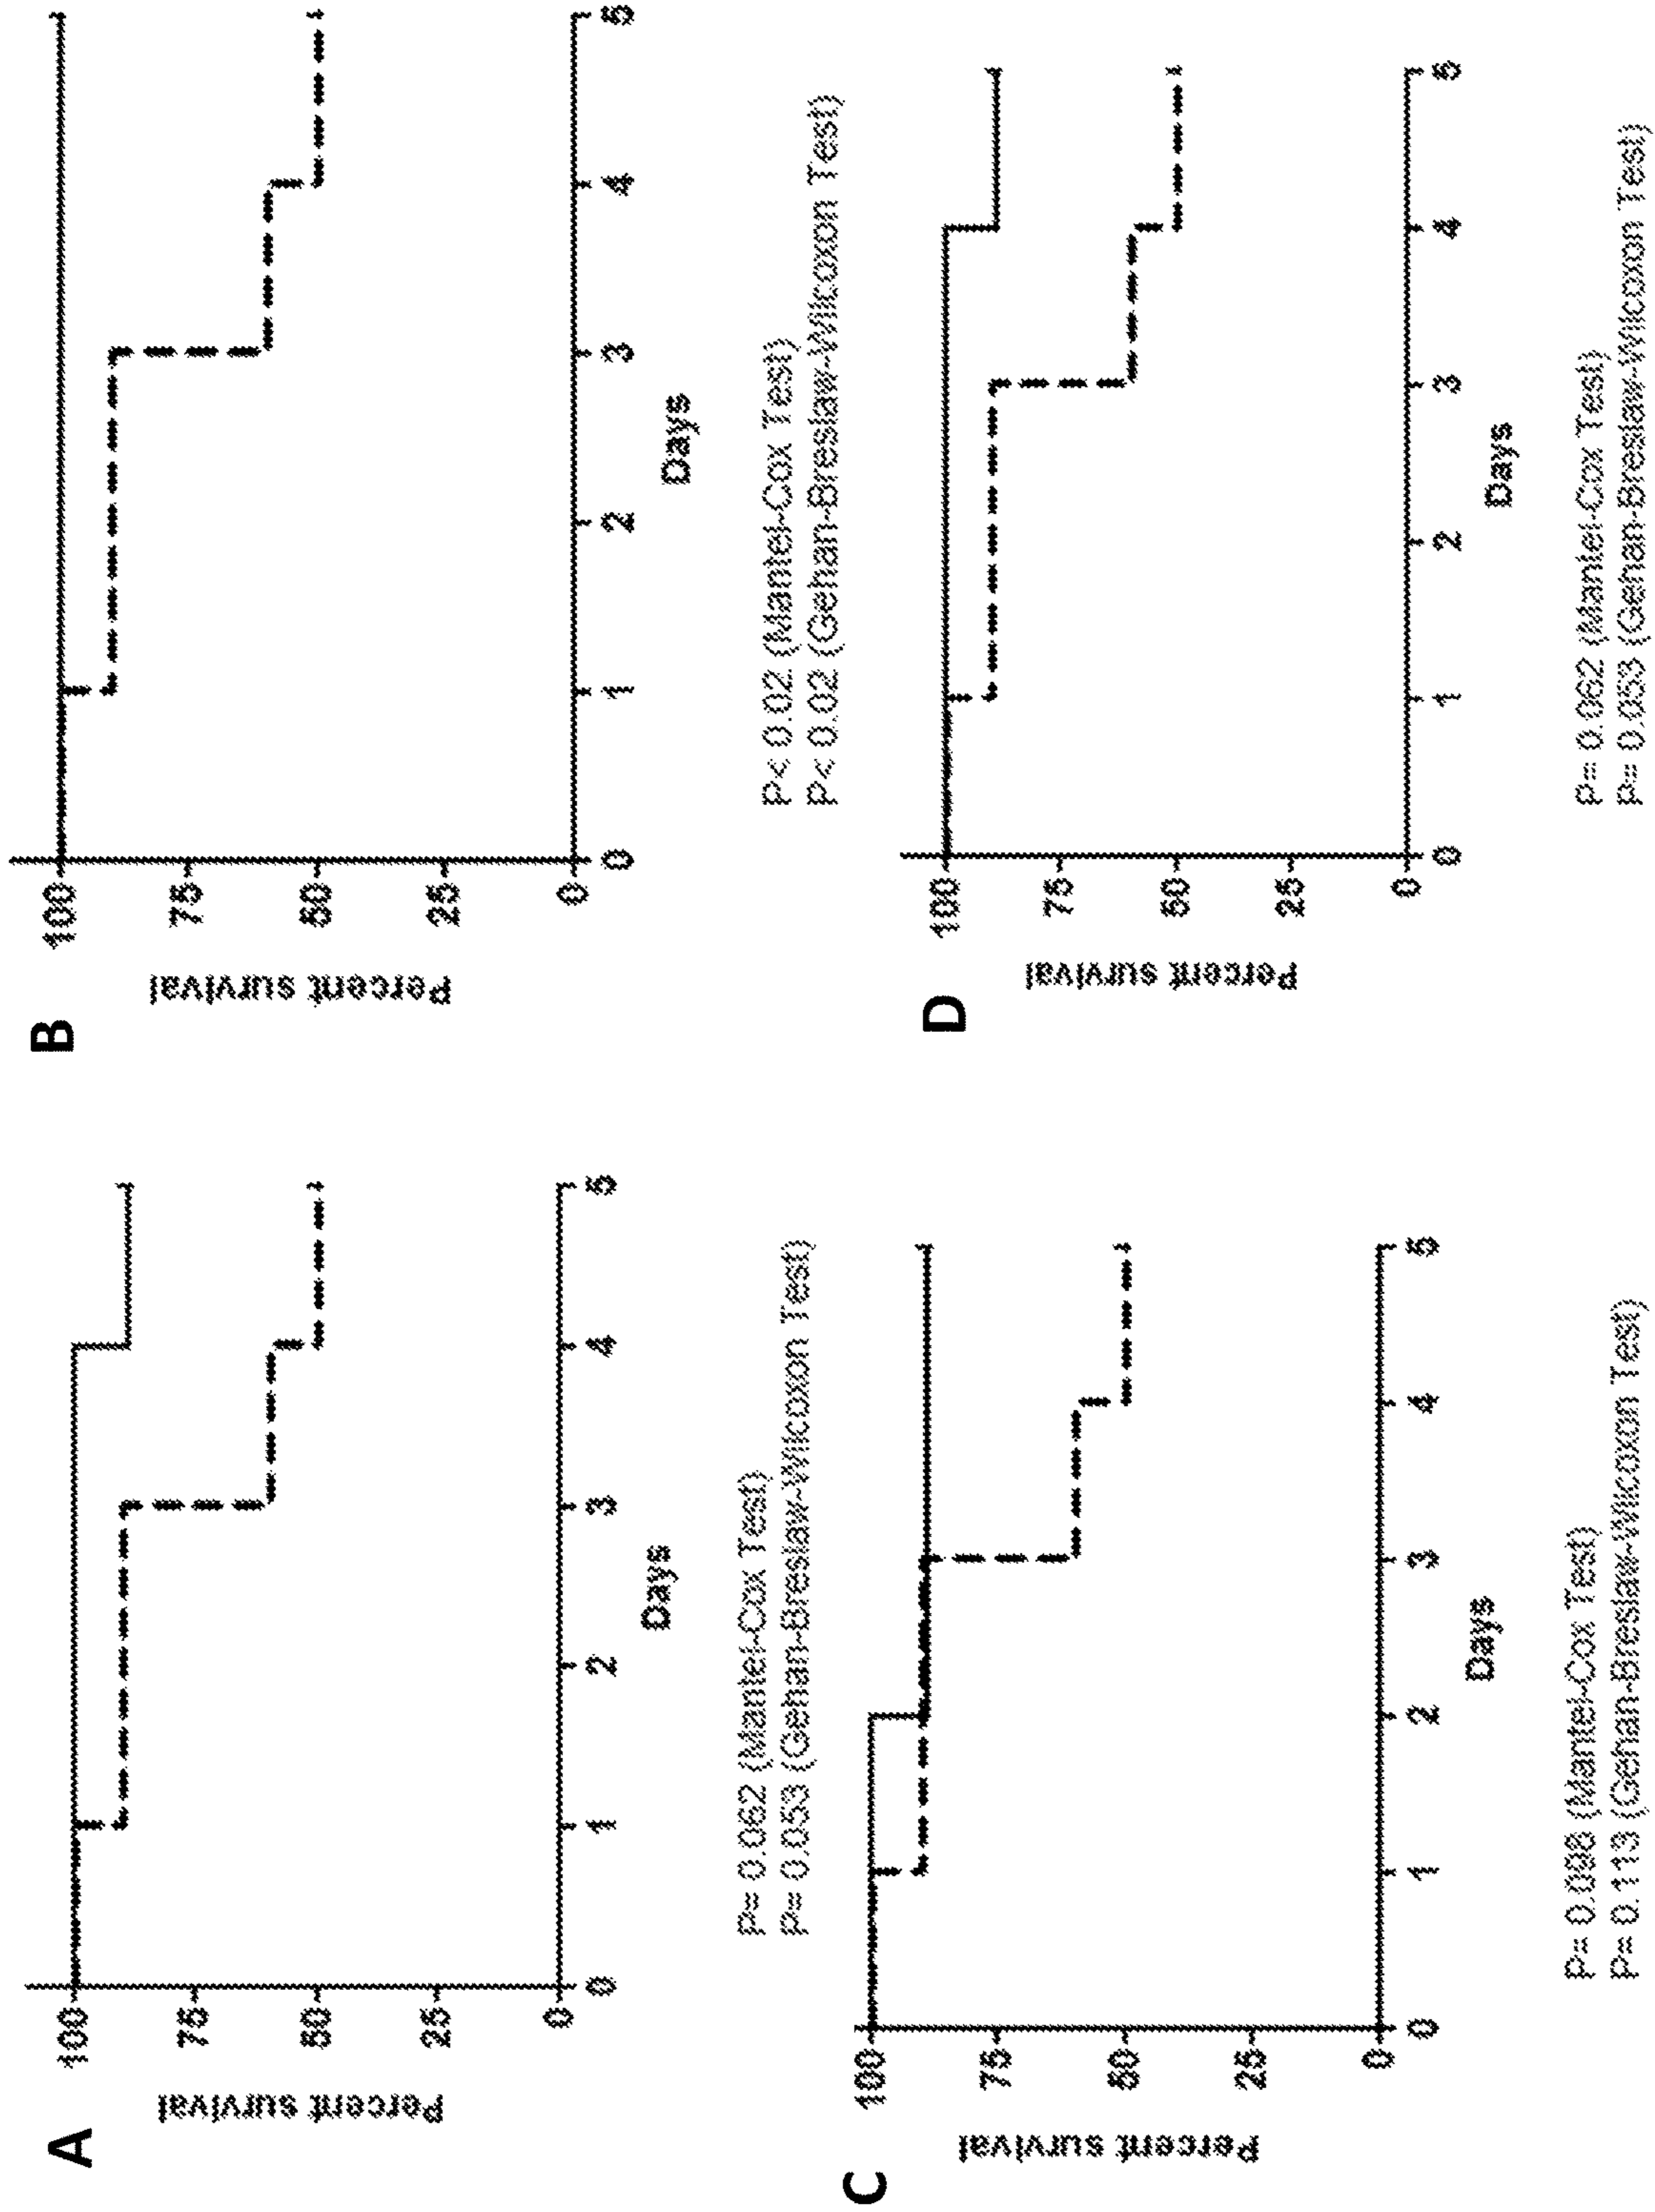 A
Percent survival
100
75
50
25
0
0 1 2 3 4 5
Days
P= 0.062 (Mantel-Cox Test)
P= 0.053 (Gehan-Breslaw-Wilcoxon Test)
B
Percent survival
100
75
50
25
0
0 1 2 3 4 5
Days
P< 0.02 (Mantel-Cox Test)
P< 0.02 (Gehan-Breslaw-Wilcoxon Test)
C
Percent survival
100
75
50
25
0
0 1 2 3 4 5
Days
P= 0.098 (Mantel-Cox Test)
P= 0.113 (Gehan-Breslaw-Wilcoxon Test)
D
Percent survival
100
75
50
25
0
0 1 2 3 4 5
Days
P= 0.062 (Mantel-Cox Test)
P= 0.053 (Gehan-Breslaw-Wilcoxon Test)